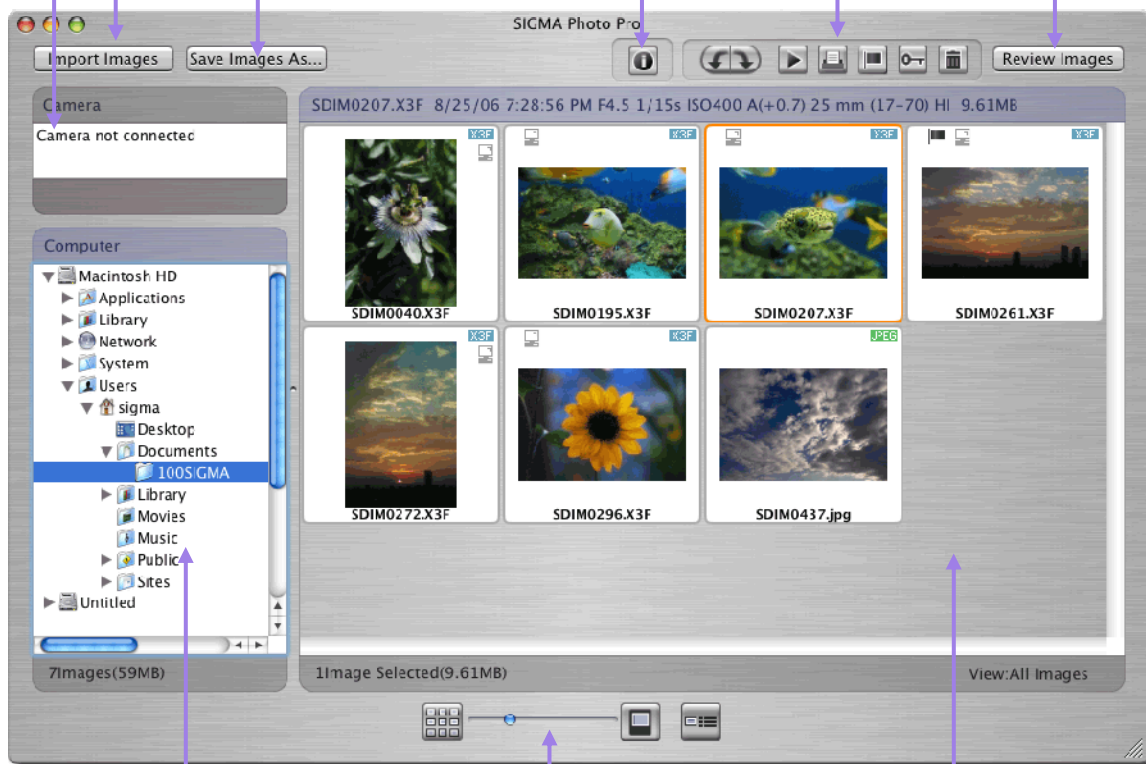 SIGMA Photo Pro
Import Images
Save Images As...
Review Images
Camera
Camera not connected
Computer
Macintosh HD
Applications
Library
Network
System
Users
sigma
Desktop
Documents
100SIGMA
Library
Movies
Music
Public
Sites
Untitled
7Images(59MB)
SDIM0207.X3F 8/25/06 7:28:56 PM F4.5 1/15s ISO400 A(+0.7) 25 mm (17-70) HI 9.61MB
X3F
X3F
X3F
X3F
SDIM0040.X3F
SDIM0195.X3F
SDIM0207.X3F
SDIM0261.X3F
X3F
X3F
JPEG
SDIM0272.X3F
SDIM0296.X3F
SDIM0437.jpg
1Image Selected(9.61MB)
View:All Images